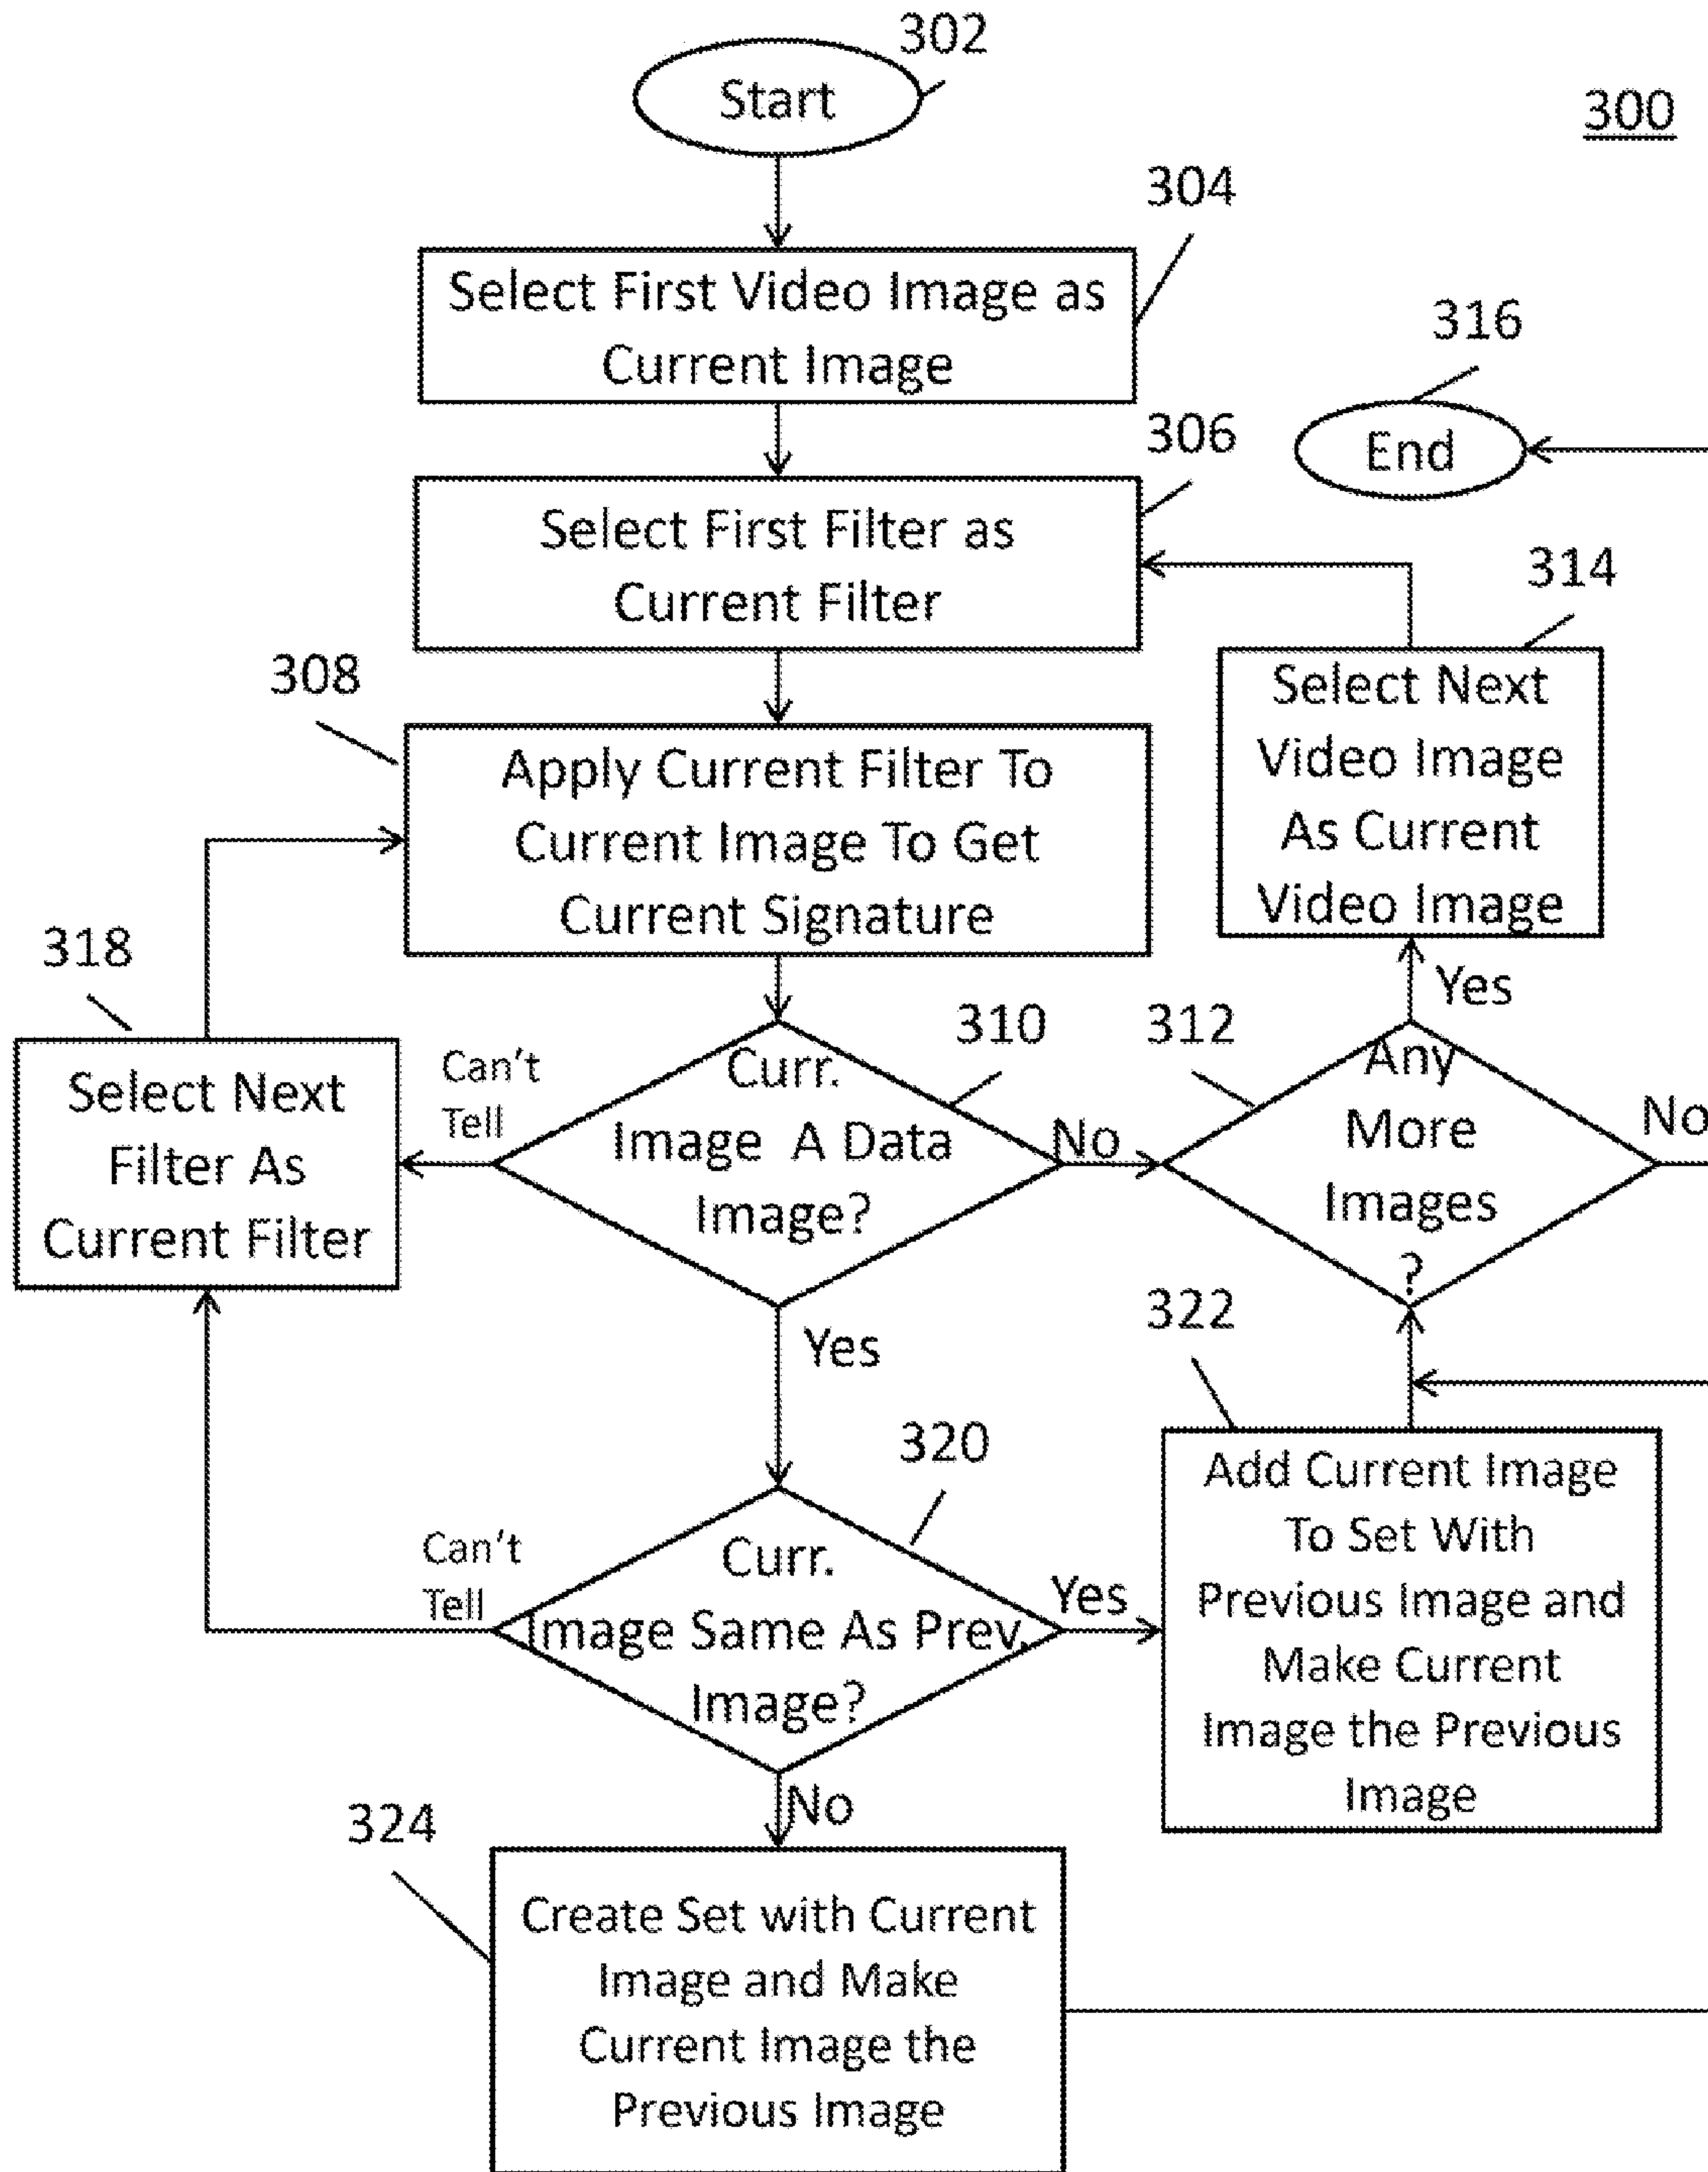 302
Start
300
304
Select First Video Image as
Current Image
316
End
306
Select First Filter as
Current Filter
314
Select Next
Video Image
As Current
Video Image
308
Apply Current Filter To
Current Image To Get
Current Signature
318
Select Next
Filter As
Current Filter
Can't
Tell
310
Curr.
Image A Data
Image?
No
312
Yes
Any
More
Images
?
No
Yes
322
320
Can't
Tell
Curr.
Image Same As Prev.
Image?
Yes
Add Current Image
To Set With
Previous Image and
Make Current
Image the Previous
Image
No
324
Create Set with Current
Image and Make
Current Image the
Previous Image